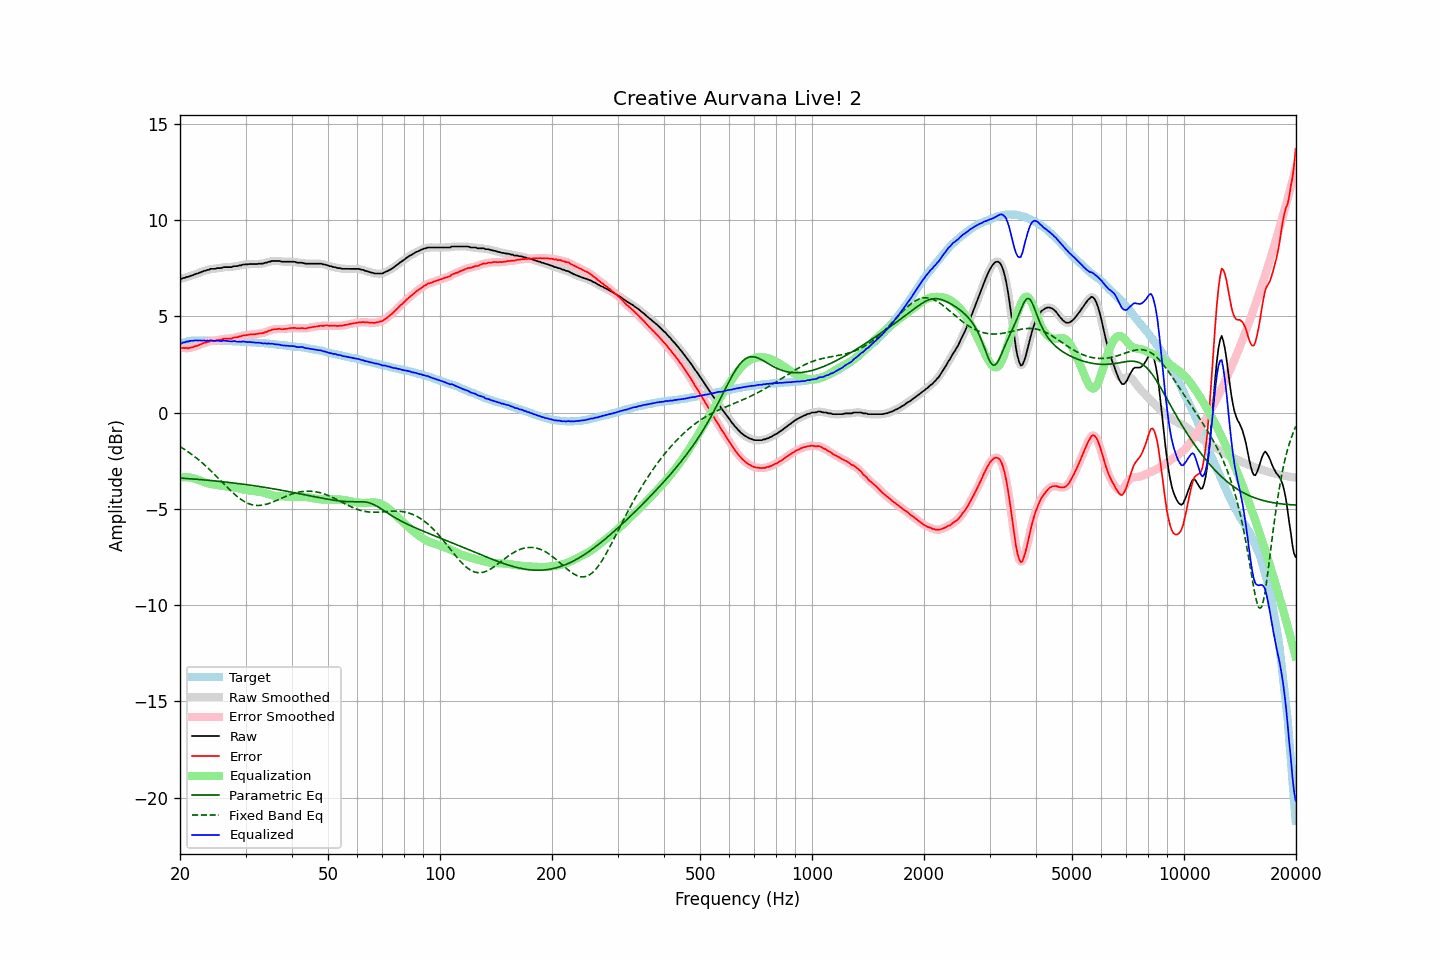 Creative Aurvana Live! 2
Amplitude (dBr)
15
10
5
0
−5
−10
−15
−20
Target
Raw Smoothed
Error Smoothed
Raw
Error
Equalization
Parametric Eq
Fixed Band Eq
Equalized
20 50 100 200 500 1000 2000 5000 10000 20000
Frequency (Hz)